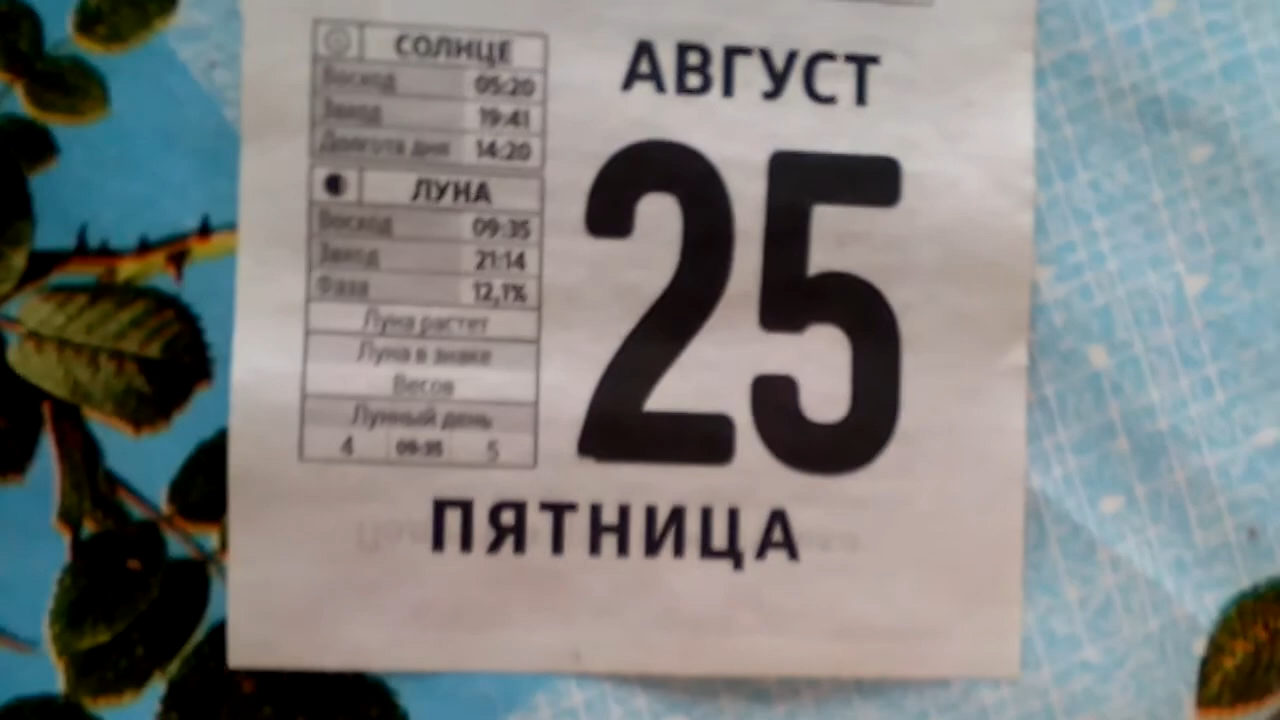 СОЛНЦЕ
Восход 05:20
Заход 19:41
Долгота дня 14:20
ЛУНА
Восход 09:35
Заход 21:14
Фаза 12,1%
Луна растет
Луна в знаке
Весов
Лунный день
4 09:35 5
АВГУСТ
25
ПЯТНИЦА